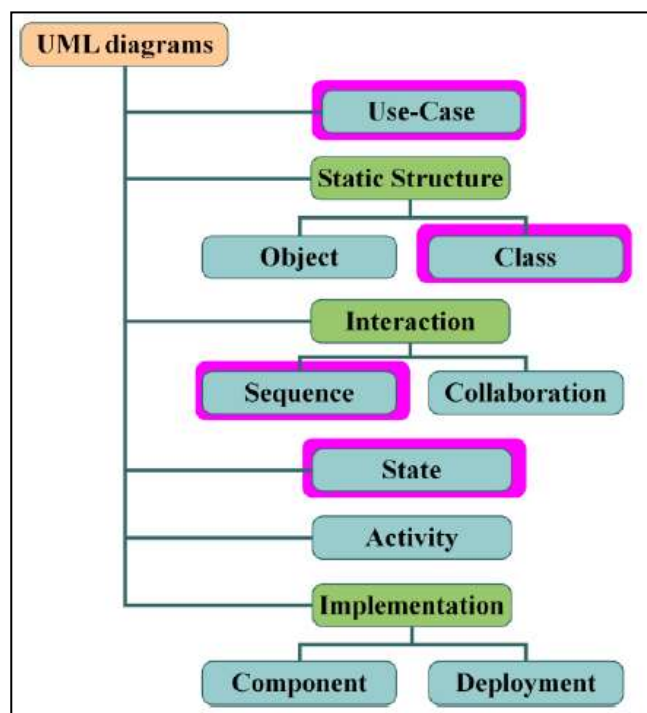 UML diagrams
Use-Case
Static Structure
Object
Class
Interaction
Sequence
Collaboration
State
Activity
Implementation
Component
Deployment